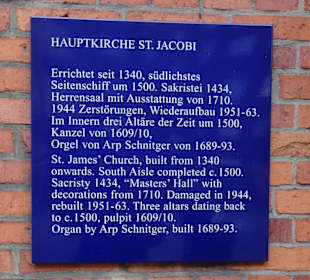 HAUPTKIRCHE ST. JACOBI
Errichtet seit 1340, südlichstes
Seitenschiff um 1500. Sakristei 1434,
Herrensaal mit Ausstattung von 1710.
1944 Zerstörungen, Wiederaufbau 1951-63.
Im Innern drei Altäre der Zeit um 1500,
Kanzel von 1609/10,
Orgel von Arp Schnitger von 1689-93.
St. James' Church, built from 1340
onwards. South Aisle completed c.1500.
Sacristy 1434, “Masters' Hall” with
decorations from 1710. Damaged in 1944,
rebuilt 1951-63. Three altars dating back
to c.1500, pulpit 1609/10.
Organ by Arp Schnitger, built 1689-93.